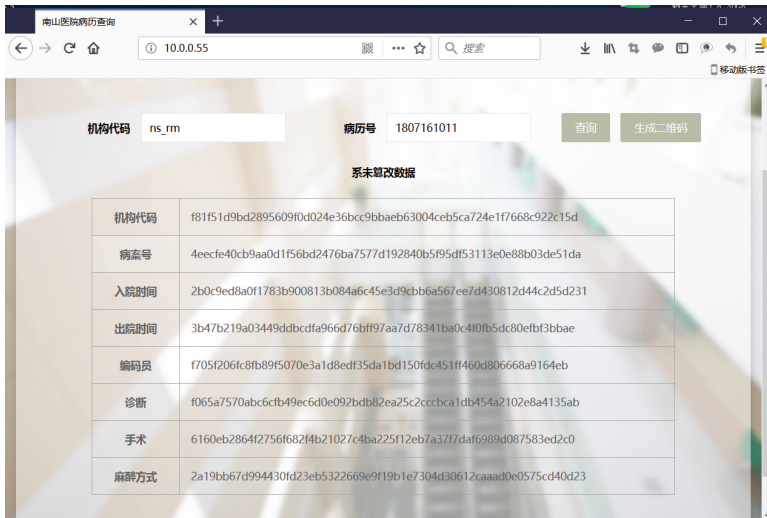 南山医院病历查询
10.0.0.55
搜索
移动版书签
机构代码 ns_rm 病历号 1807161011 查询 生成二维码
系未篡改数据
机构代码 f81f51d9bd2895609f0d024e36bcc9bbaeb63004ceb5ca724e1f7668c922c15d
病案号 4eecfe40cb9aa0d1f56bd2476ba7577d192840b5f95df53113e0e88b03de51da
入院时间 2b0c9ed8a0f1783b900813b084a6c45e3d9cbb6a567ee7d430812d44c2d5d231
出院时间 3b47b219a03449ddbcdfa966d76bff97aa7d78341ba0c4f0fb5dc80efbf3bbae
编码员 f705f206fc8fb89f5070e3a1d8edf35da1bd150fdc451ff460d806668a9164eb
诊断 f065a7570abc6cfb49ec6d0e092bdb82ea25c2cccbca1db454a2102e8a4135ab
手术 6160eb2864f2756f682f4b21027c4ba225f12eb7a37f7daf6989d087583ed2c0
麻醉方式 2a19bb67d994430fd23eb5322669e9f19b1e7304d30612caaad0e0575cd40d23